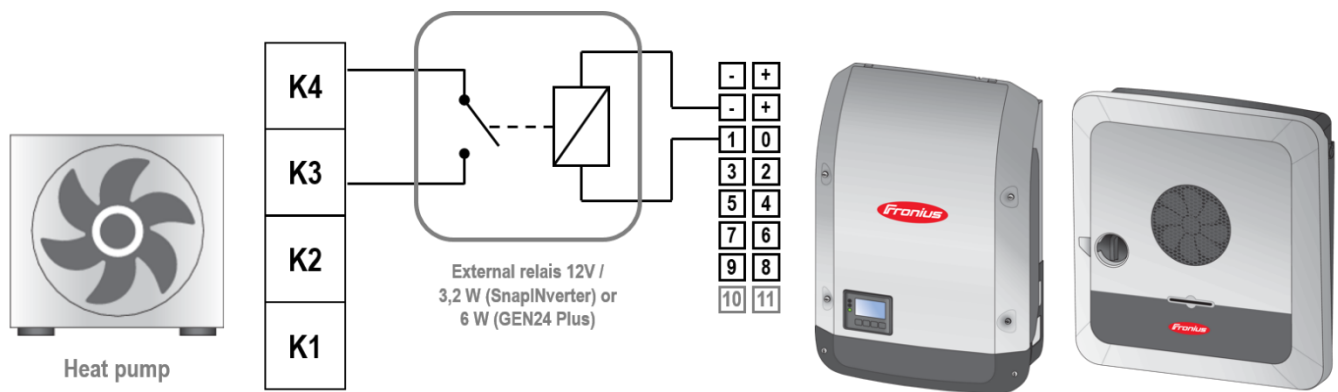 Heat pump
K4
K3
K2
K1
External relais 12V /
3,2 W (SnapINverter) or
6 W (GEN24 Plus)
- +
- +
1 0
3 2
5 4
7 6
9 8
10 11
Fronius
Fronius